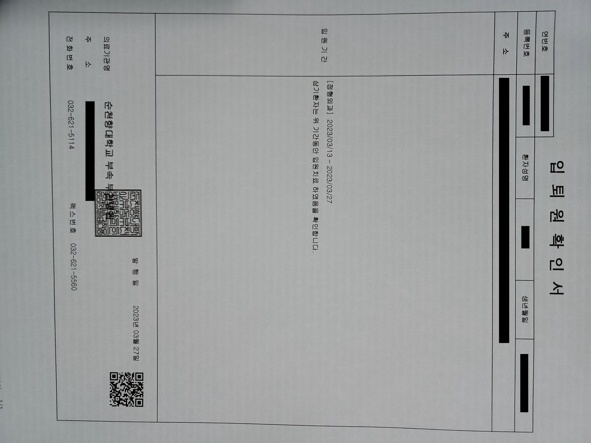 입 퇴 원 확 인 서
연번호
등록번호 환자성명 생년월일
주 소
입 원 기 간
[정형외과] 2023/03/13 - 2023/03/27
상기환자는 위 기간동안 입원치료 하였음을 확인합니다
발 행 일 2023년 03월 27일
의료기관명 순천향대학교 부속 부천병원
주 소
전화번호 032-621-5114 팩스번호 032-621-5560